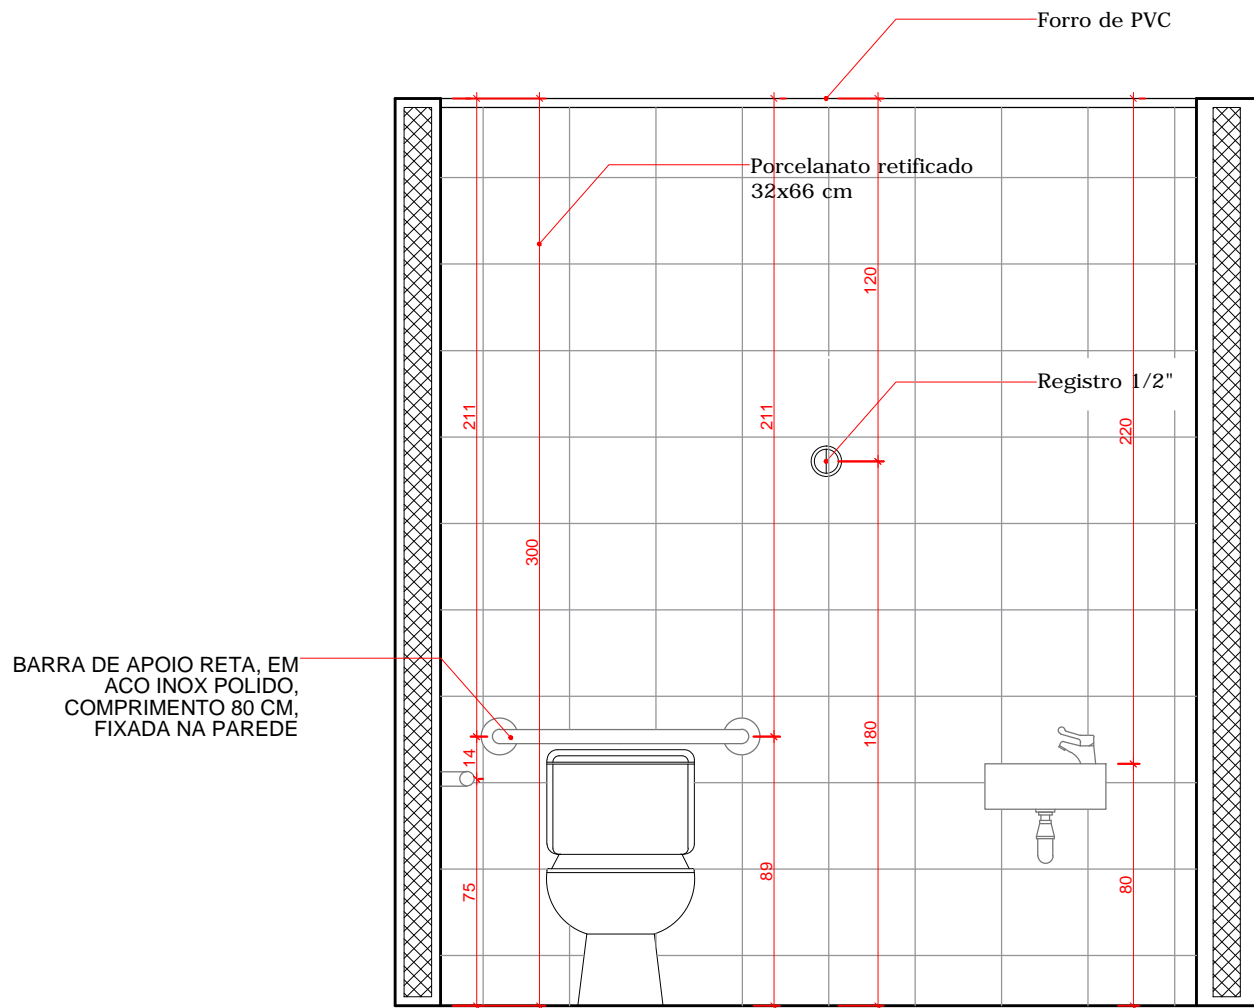 Forro de PVC
Porcelanato retificado
32x66 cm
120
Registro 1/2"
211
211
220
300
BARRA DE APOIO RETA, EM
ACO INOX POLIDO,
COMPRIMENTO 80 CM,
FIXADA NA PAREDE
180
14
75
89
80